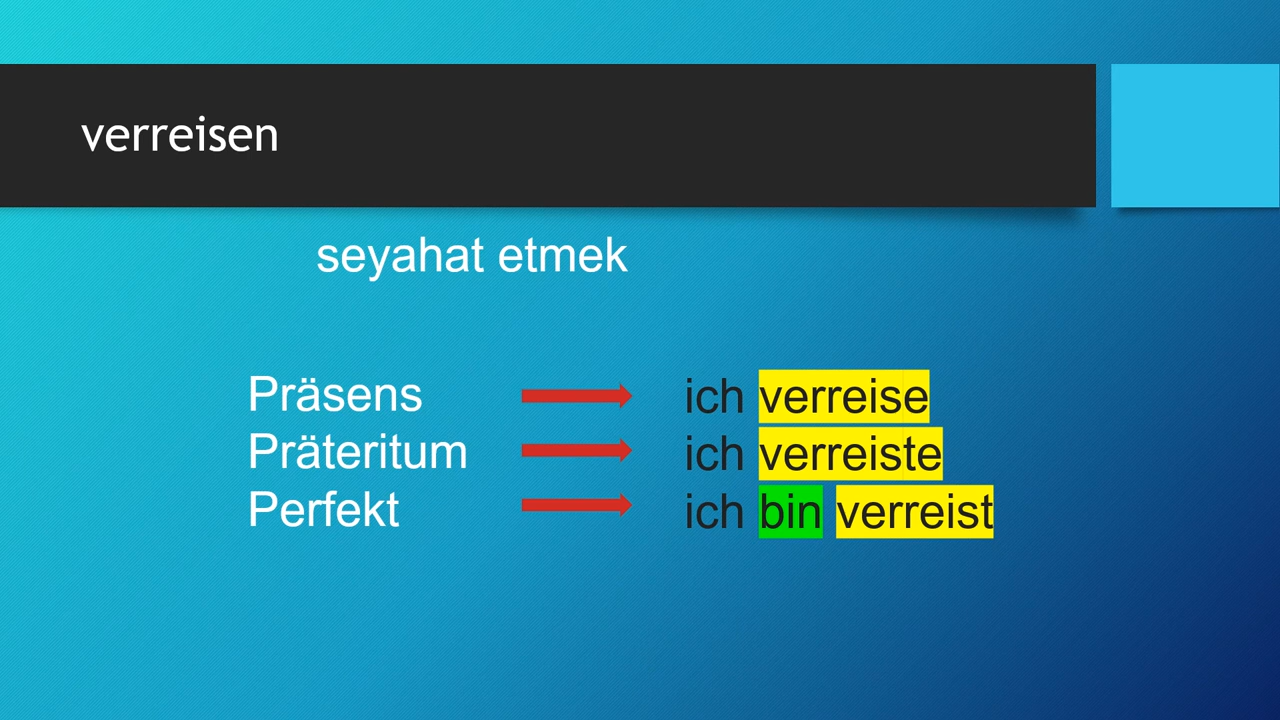 verreisen
seyahat etmek
Präsens ich verreise
Präteritum ich verreiste
Perfekt ich bin verreist